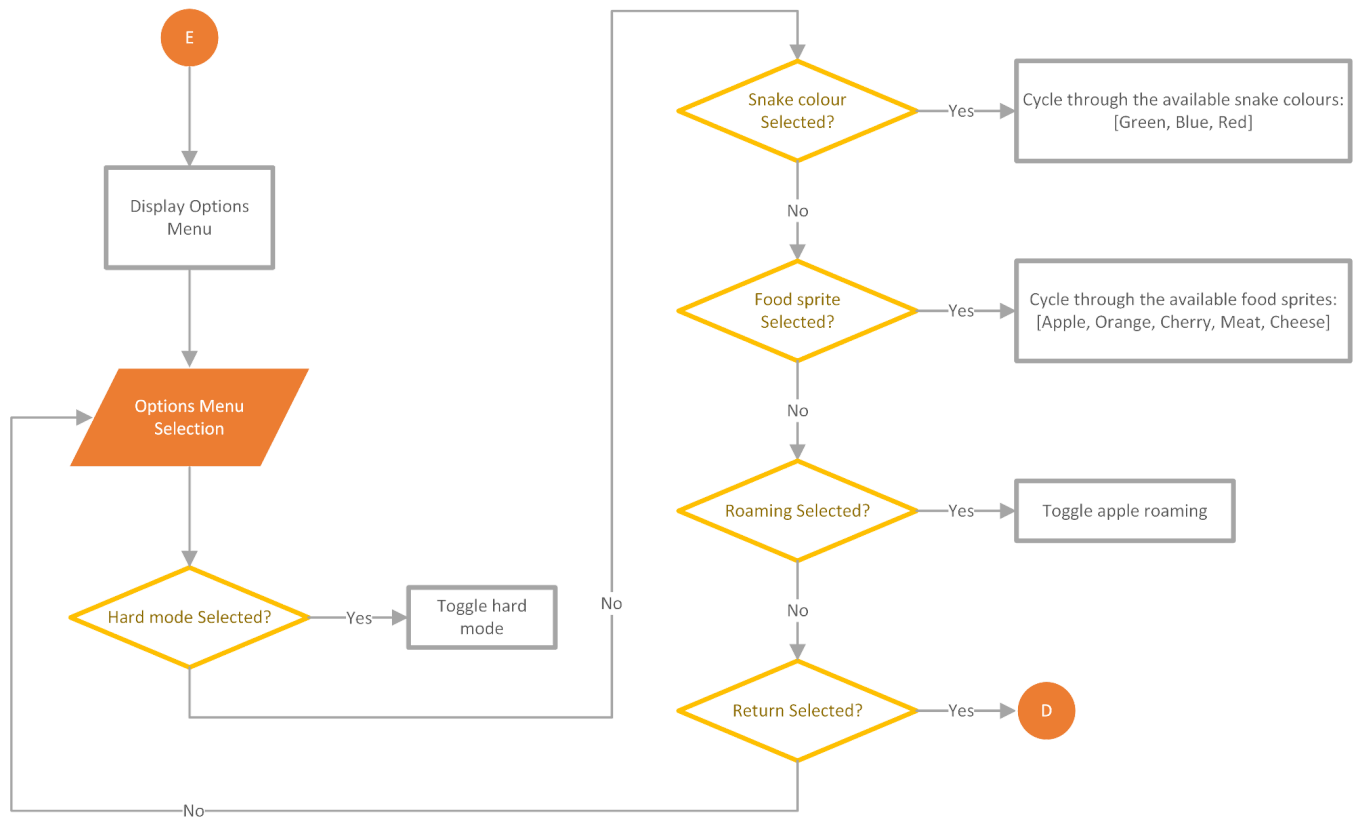 E
Display Options
Menu
Options Menu
Selection
Hard mode Selected?
Yes
Toggle hard
mode
No
Snake colour
Selected?
Yes
Cycle through the available snake colours:
[Green, Blue, Red]
No
Food sprite
Selected?
Yes
Cycle through the available food sprites:
[Apple, Orange, Cherry, Meat, Cheese]
No
Roaming Selected?
Yes
Toggle apple roaming
No
Return Selected?
Yes
D
No